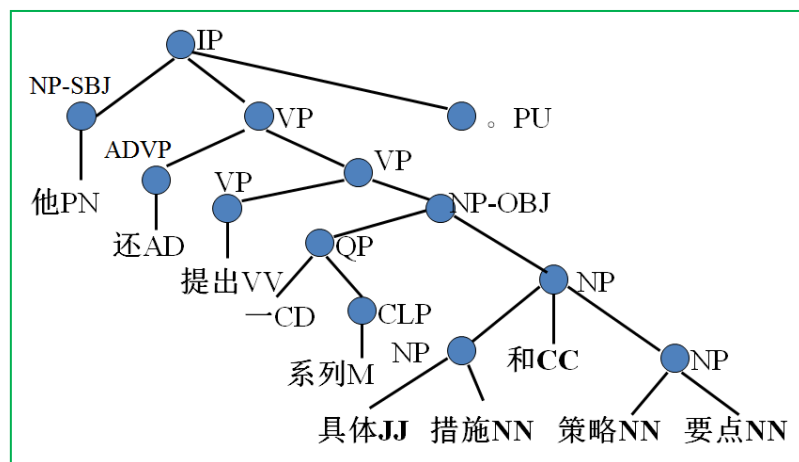 IP
NP-SBJ
VP
。PU
ADVP
VP
他PN
VP
NP-OBJ
还AD
QP
提出VV
NP
一CD
CLP
NP
和CC
NP
系列M
具体JJ 措施NN 策略NN 要点NN